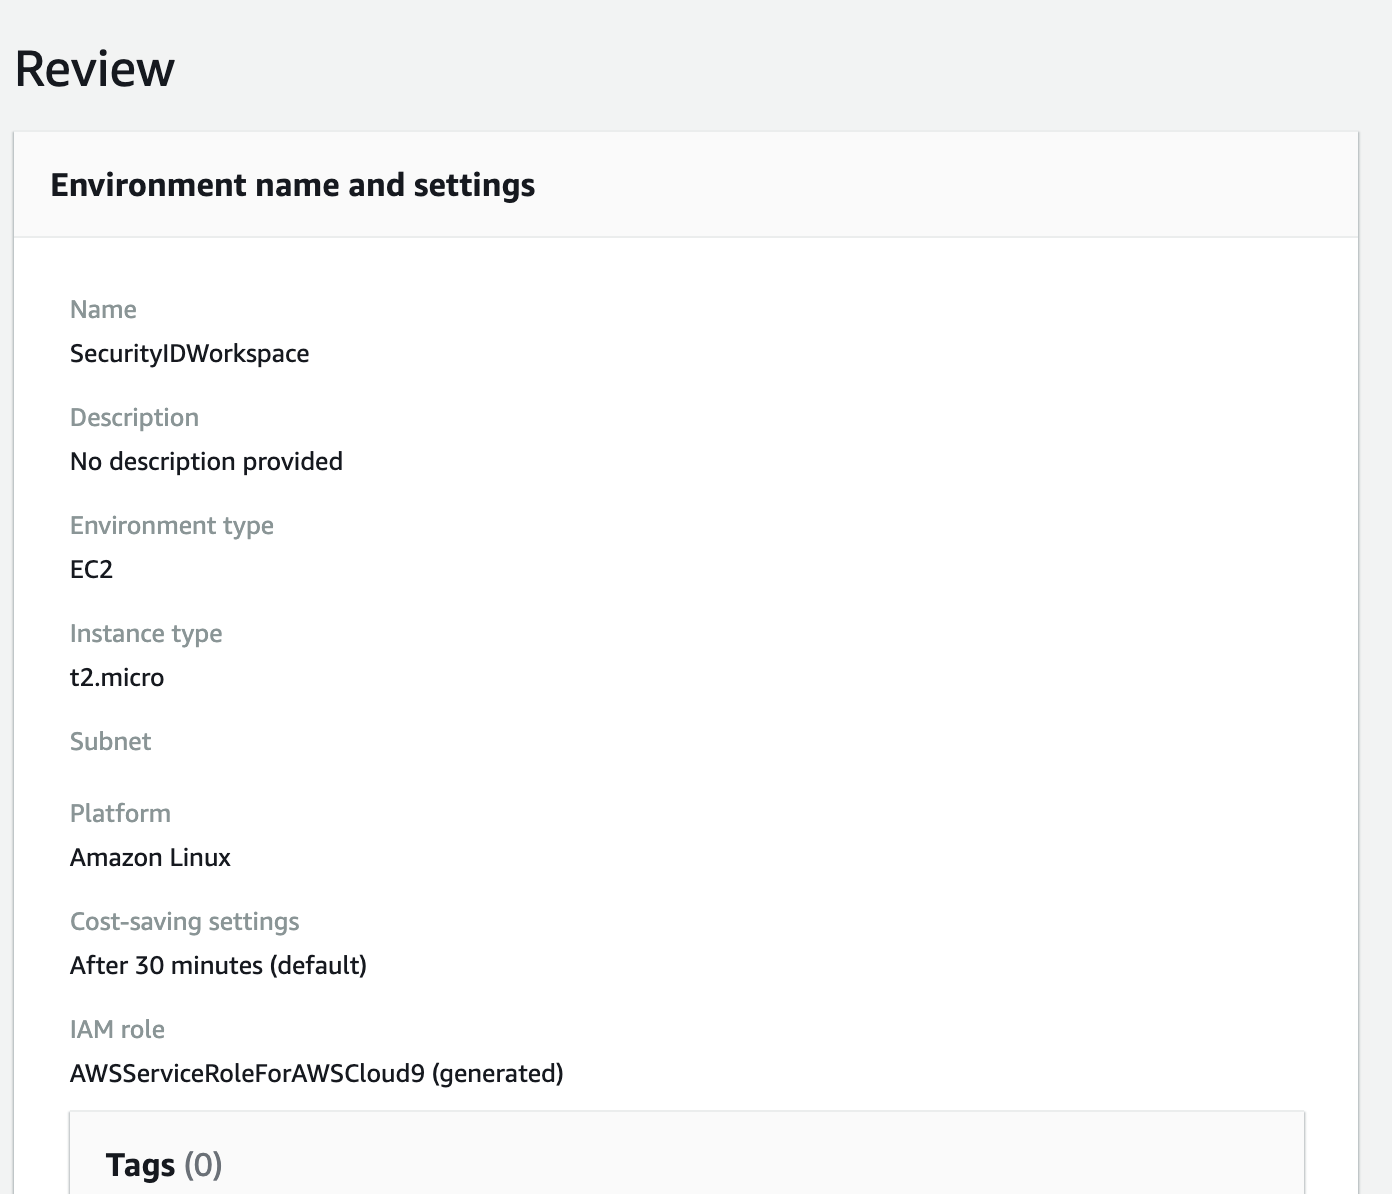 Review
Environment name and settings
Name
SecurityIDWorkspace
Description
No description provided
Environment type
EC2
Instance type
t2.micro
Subnet
Platform
Amazon Linux
Cost-saving settings
After 30 minutes (default)
IAM role
AWSServiceRoleForAWSCloud9 (generated)
Tags (0)